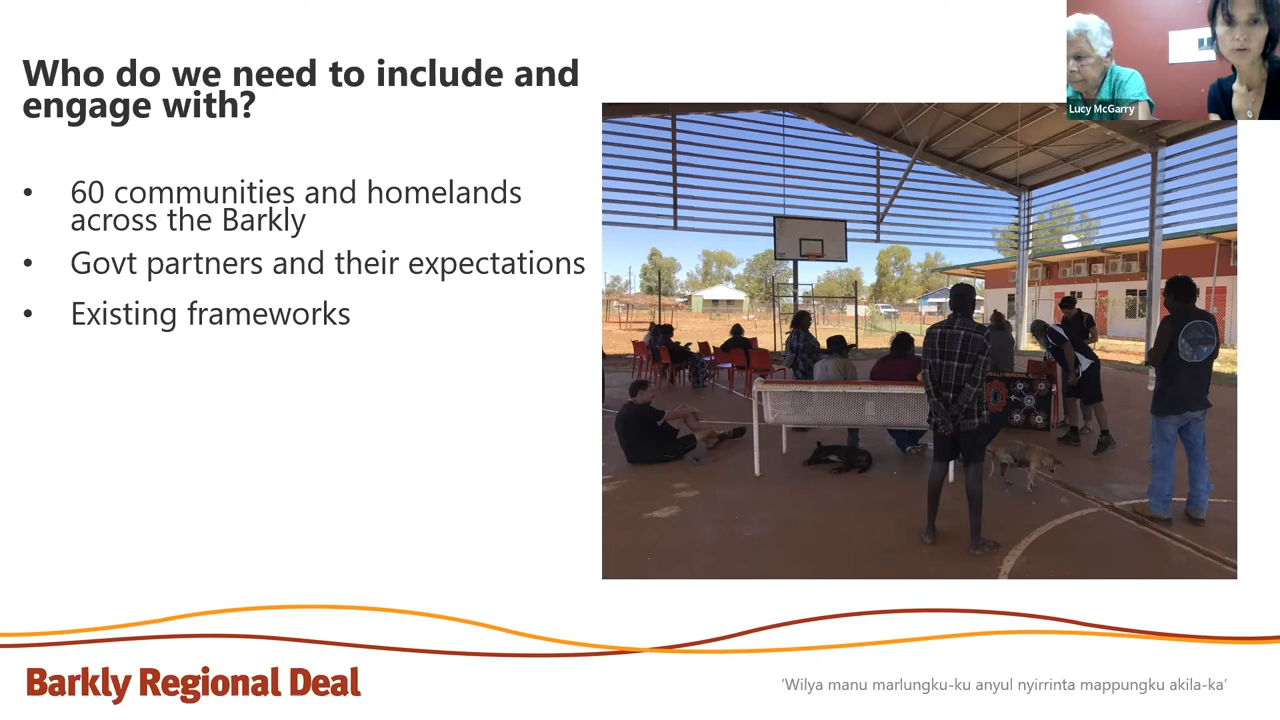 Who do we need to include and
engage with?
• 60 communities and homelands
across the Barkly
• Govt partners and their expectations
• Existing frameworks
Lucy McGarry
Barkly Regional Deal
‘Wilya manu marlungku-ku anyul nyirrinta mappungku akila-ka’